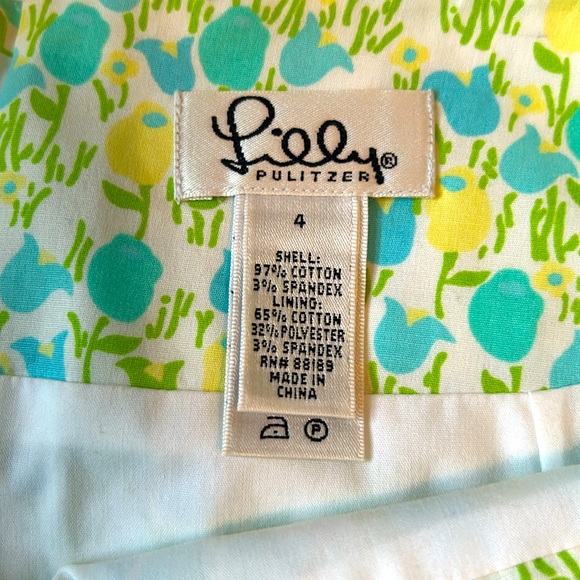 Lilly®
PULITZER
4
SHELL:
97% COTTON
3% SPANDEX
LINING:
65% COTTON
32% POLYESTER
3% SPANDEX
RN# 88189
MADE IN
CHINA
P